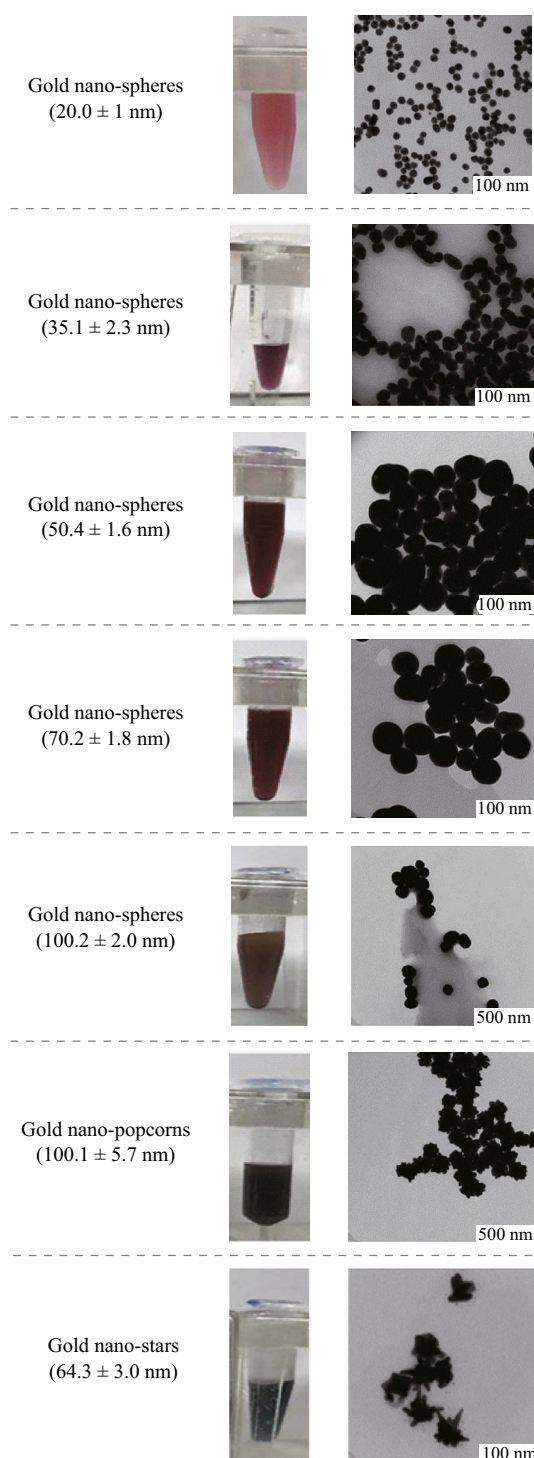 Gold nano-spheres
(20.0 ± 1 nm)
100 nm
Gold nano-spheres
(35.1 ± 2.3 nm)
100 nm
Gold nano-spheres
(50.4 ± 1.6 nm)
100 nm
Gold nano-spheres
(70.2 ± 1.8 nm)
100 nm
Gold nano-spheres
(100.2 ± 2.0 nm)
500 nm
Gold nano-popcorns
(100.1 ± 5.7 nm)
500 nm
Gold nano-stars
(64.3 ± 3.0 nm)
100 nm